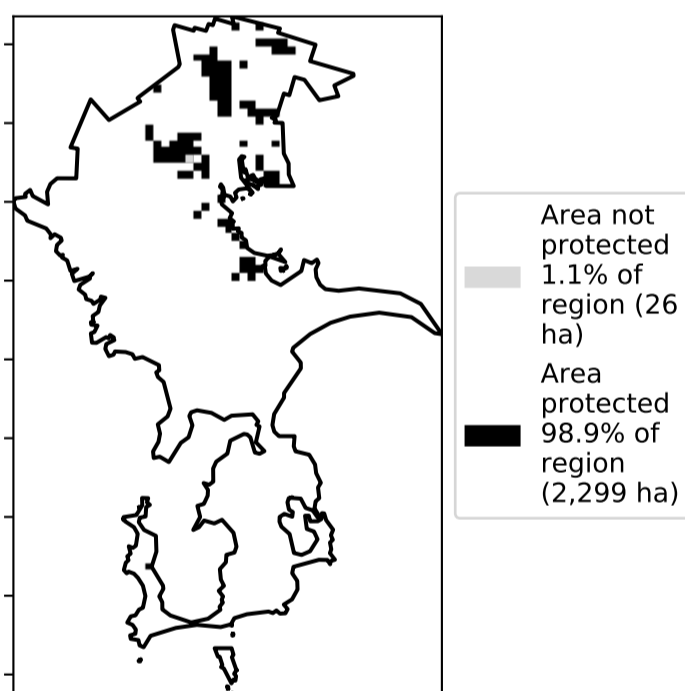 Area not
protected
1.1% of
region (26
ha)
Area
protected
98.9% of
region
(2,299 ha)